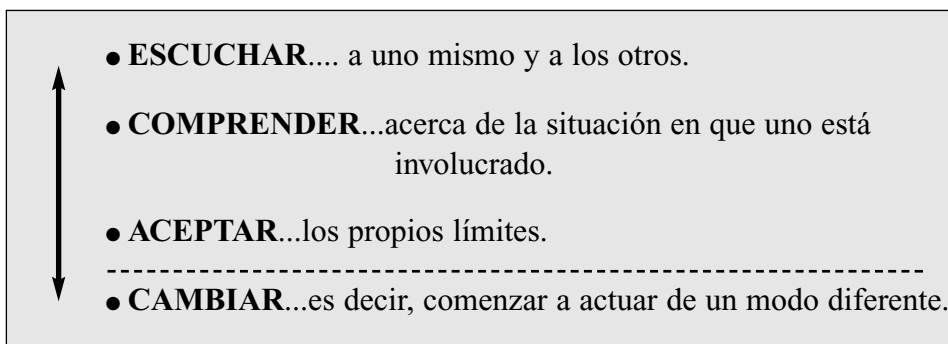 ● ESCUCHAR.... a uno mismo y a los otros.
● COMPRENDER...acerca de la situación en que uno está
involucrado.
● ACEPTAR...los propios límites.
● CAMBIAR...es decir, comenzar a actuar de un modo diferente.